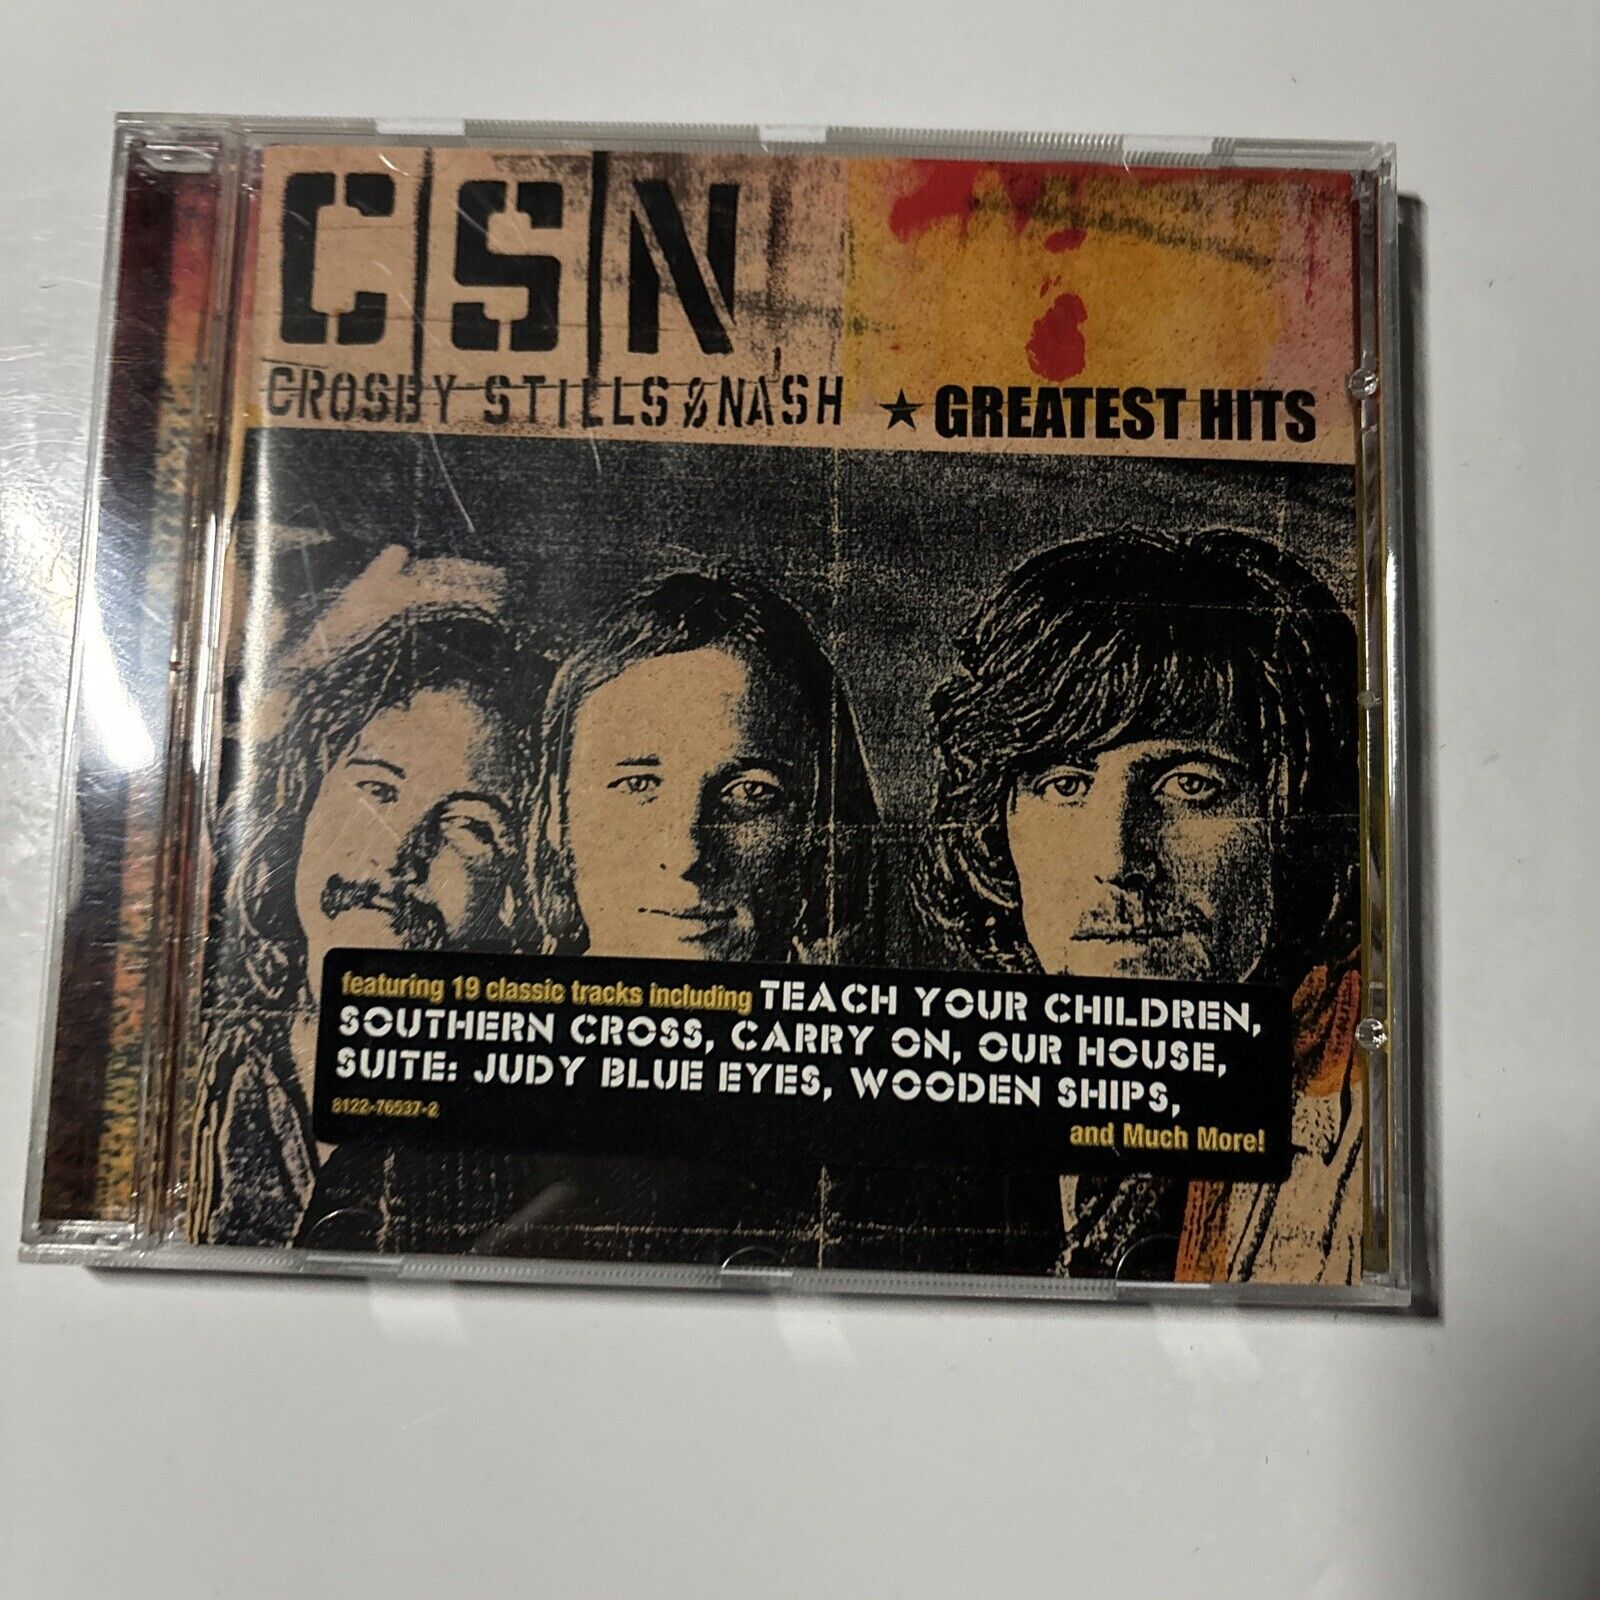 CSN
CROSBY STILLS & NASH ★ GREATEST HITS
featuring 19 classic tracks including TEACH YOUR CHILDREN,
SOUTHERN CROSS, CARRY ON, OUR HOUSE,
SUITE: JUDY BLUE EYES, WOODEN SHIPS,
8122-76537-2
and Much More!